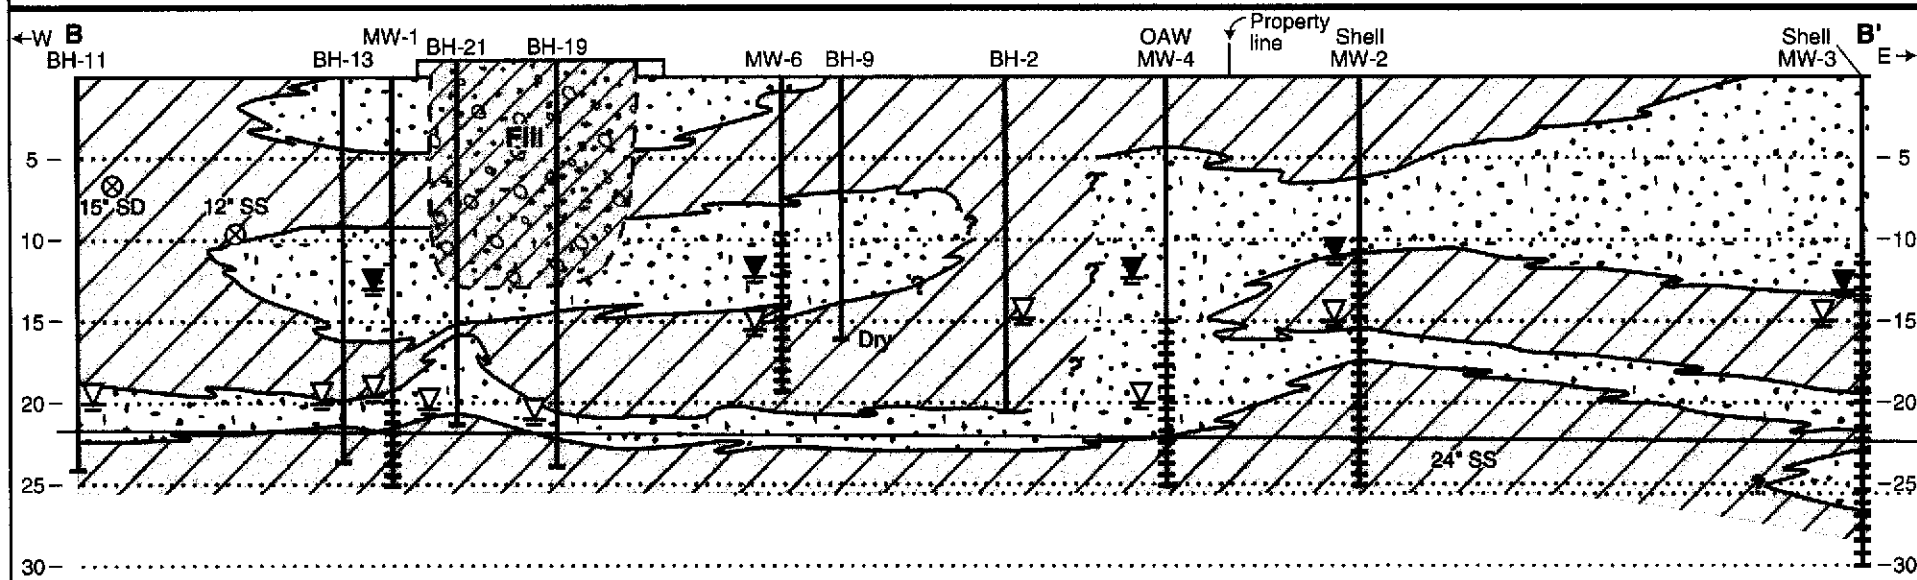 ←W B
B' E→
BH-11
BH-13
MW-1
BH-21
BH-19
MW-6
BH-9
BH-2
OAW
MW-4
Property
line
Shell
MW-2
Shell
MW-3
Fill
5
5
15" SD
12" SS
10
10
?
?
?
?
15
15
Dry
?
20
20
24" SS
25
25
30
30